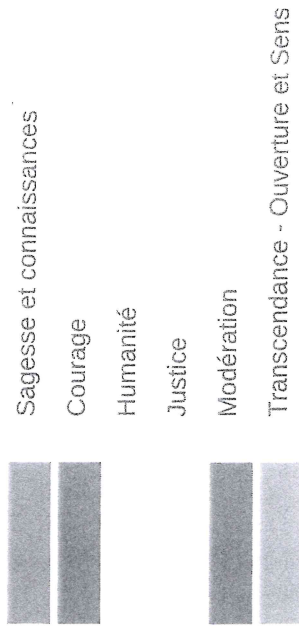 Sagesse et connaissances
Courage
Humanité
Justice
Modération
Transcendance - Ouverture et Sens